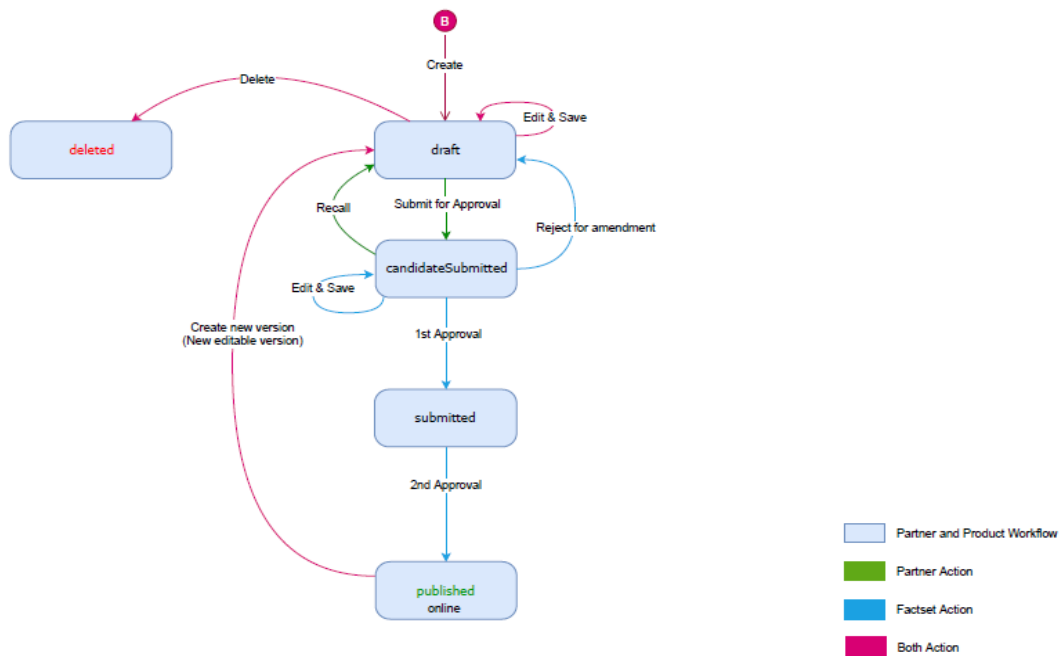 B
Create
Delete
Edit & Save
deleted
draft
Recall
Submit for Approval
Reject for amendment
candidateSubmitted
Edit & Save
Create new version
(New editable version)
1st Approval
submitted
2nd Approval
published
online
Partner and Product Workflow
Partner Action
Factset Action
Both Action